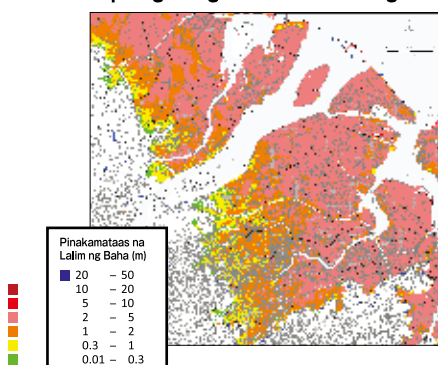 Pinakamataas na
Lalim ng Baha (m)
20 – 50
10 – 20
5 – 10
2 – 5
1 – 2
0.3 – 1
0.01 – 0.3